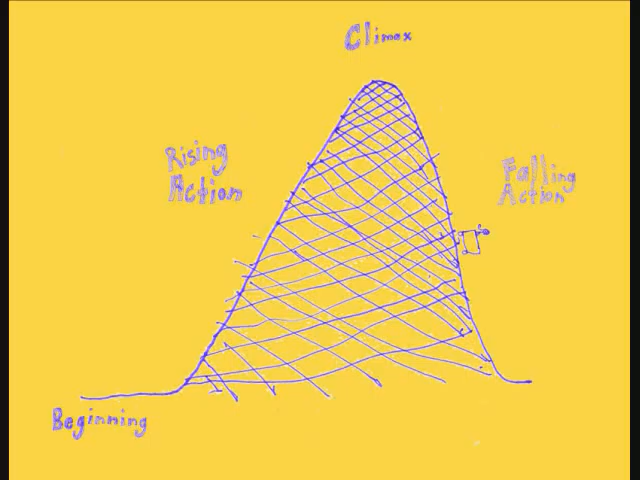 Climax
Rising
Action
Falling
Action
Beginning